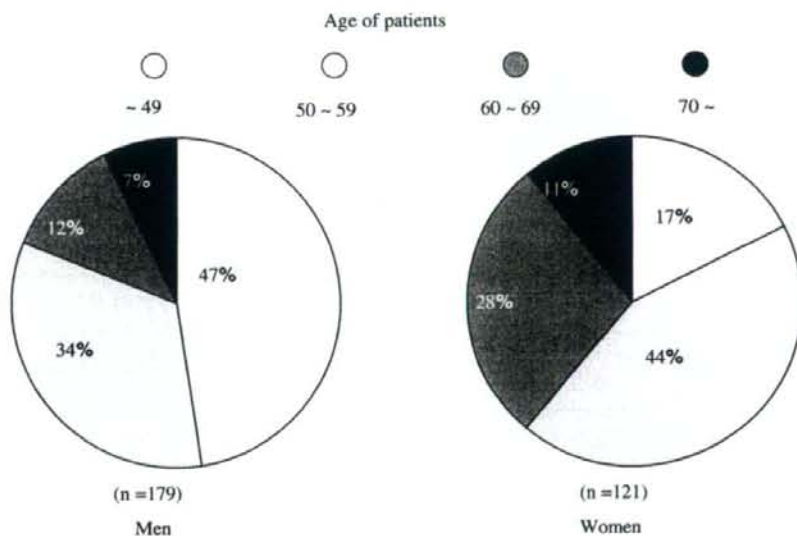 Age of patients
~ 49 50 ~ 59 60 ~ 69 70 ~
7% 11%
12% 47% 17%
28%
34% 44%
(n =179) (n =121)
Men Women